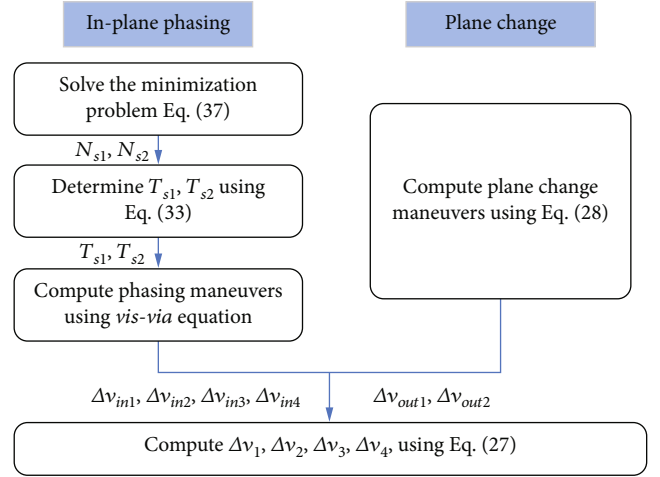 In-plane phasing
Plane change
Solve the minimization
problem Eq. (37)
N_{s1}, N_{s2}
Determine T_{s1}, T_{s2} using
Eq. (33)
T_{s1}, T_{s2}
Compute phasing maneuvers
using vis-via equation
Compute plane change
maneuvers using Eq. (28)
Δv_{in1}, Δv_{in2}, Δv_{in3}, Δv_{in4}
Δv_{out1}, Δv_{out2}
Compute Δv_1, Δv_2, Δv_3, Δv_4, using Eq. (27)